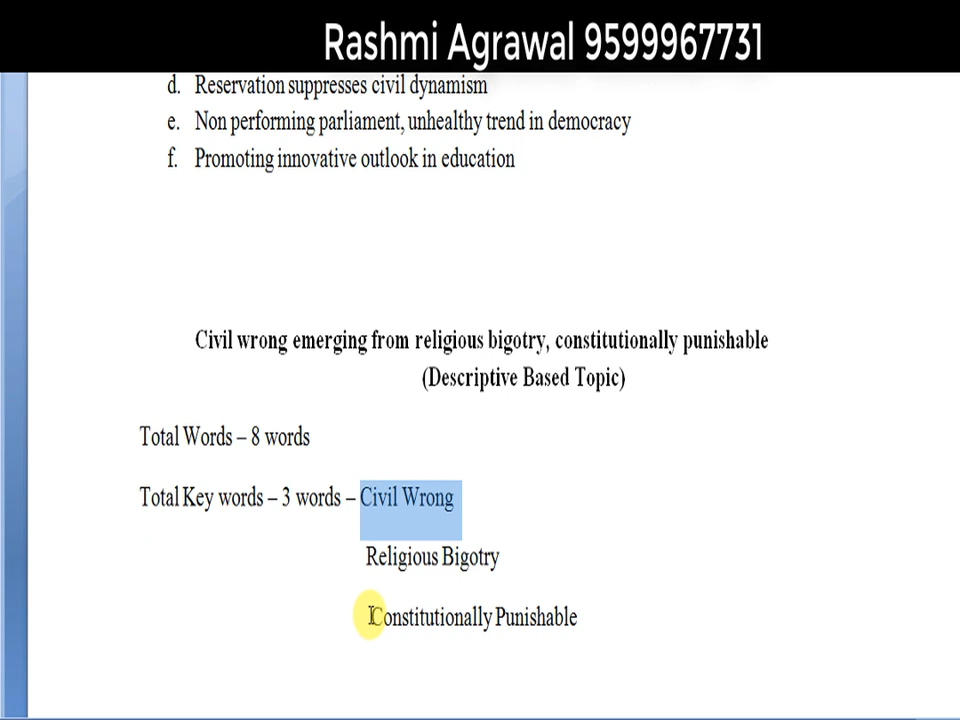 Rashmi Agrawal 9599967731
d. Reservation suppresses civil dynamism
e. Non performing parliament, unhealthy trend in democracy
f. Promoting innovative outlook in education
Civil wrong emerging from religious bigotry, constitutionally punishable
(Descriptive Based Topic)
Total Words – 8 words
Total Key words – 3 words – Civil Wrong
Religious Bigotry
Constitutionally Punishable